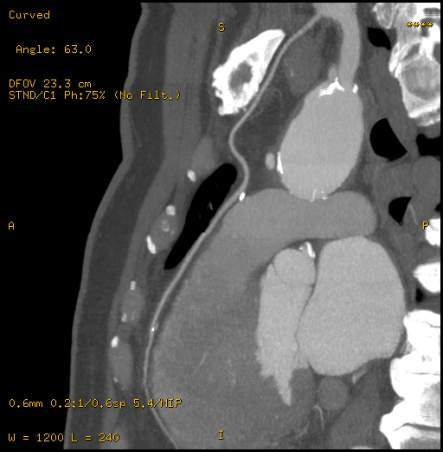 Curved
S
****
Angle: 63.0
DFOV 23.3 cm
STND/C1 Ph:75% (No Filt.)
A
P
0.6mm 0.2:1/0.6sp 5.4/MIP
W = 1200 L = 240
I